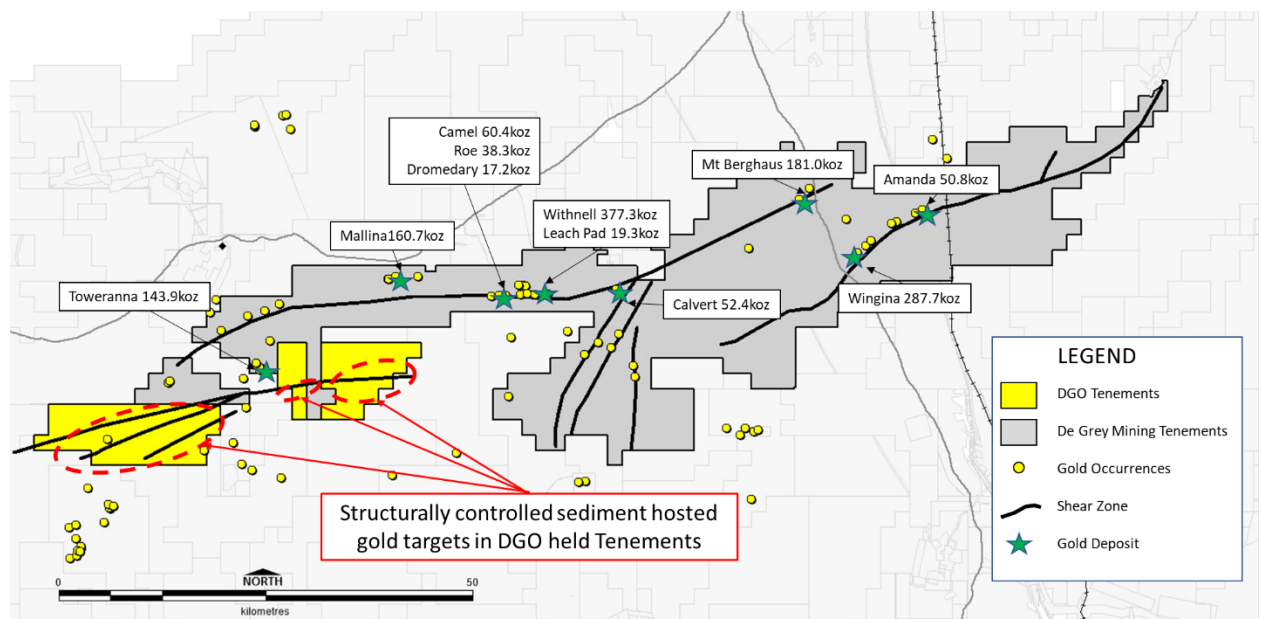 Camel 60.4koz
Roe 38.3koz
Dromedary 17.2koz
Mt Berghaus 181.0koz
Amanda 50.8koz
Withnell 377.3koz
Leach Pad 19.3koz
Mallina160.7koz
Toweranna 143.9koz
Calvert 52.4koz
Wingina 287.7koz
LEGEND
DGO Tenements
De Grey Mining Tenements
Gold Occurrences
Shear Zone
Gold Deposit
Structurally controlled sediment hosted
gold targets in DGO held Tenements
0
NORTH
50
kilometres